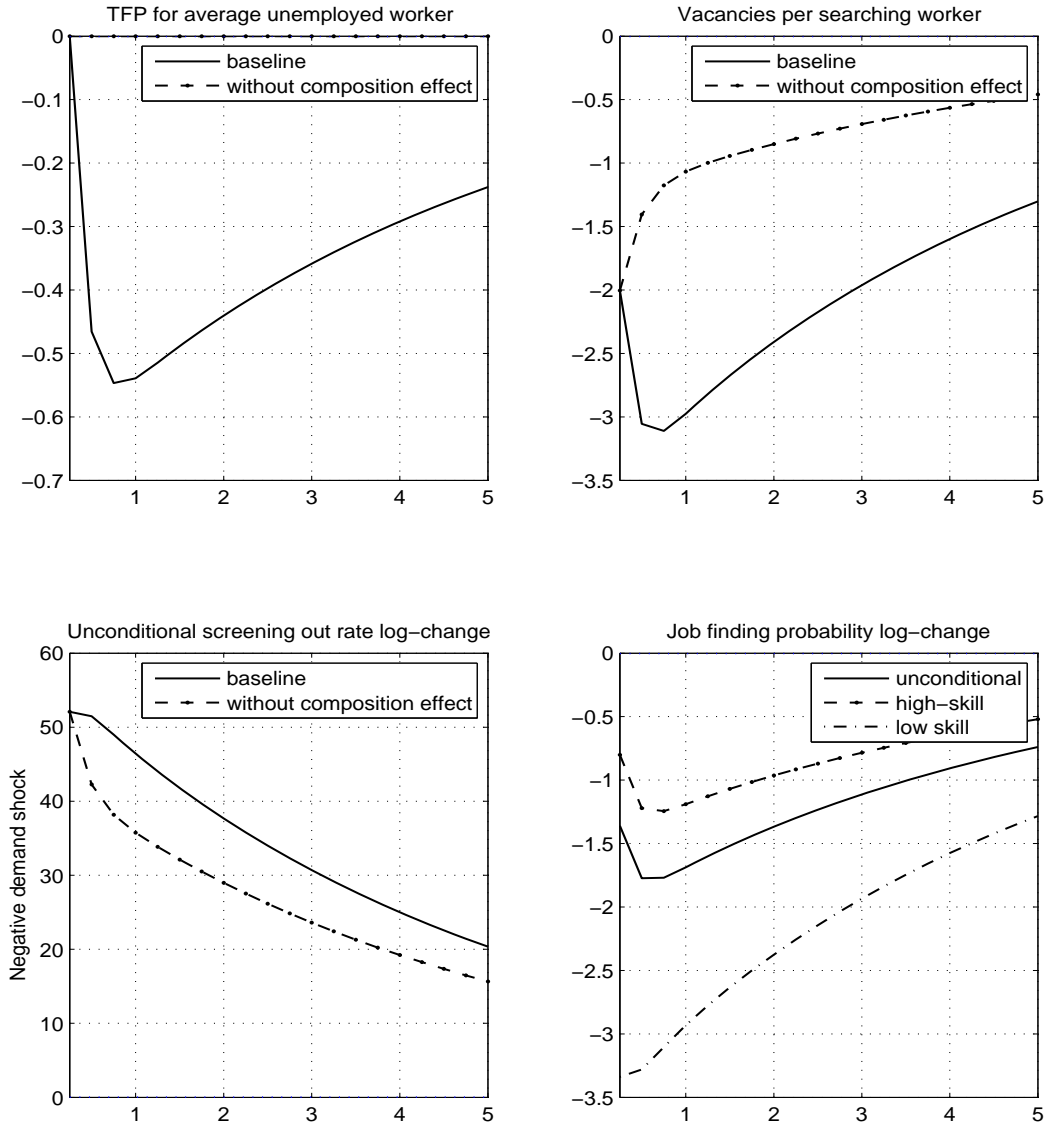 TFP for average unemployed worker
0
−0.1
−0.2
−0.3
−0.4
−0.5
−0.6
−0.7
1 2 3 4 5
baseline
without composition effect
Vacancies per searching worker
0
−0.5
−1
−1.5
−2
−2.5
−3
−3.5
1 2 3 4 5
baseline
without composition effect
Unconditional screening out rate log−change
Negative demand shock
60
50
40
30
20
10
0
1 2 3 4 5
baseline
without composition effect
Job finding probability log−change
0
−0.5
−1
−1.5
−2
−2.5
−3
−3.5
1 2 3 4 5
unconditional
high−skill
low skill